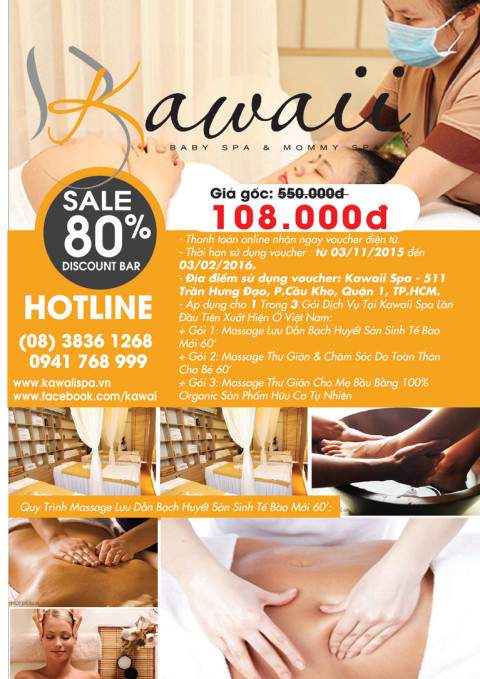 Kawaii
BABY SPA & MOMMY SPA
SALE
80%
DISCOUNT BAR
HOTLINE
(08) 3836 1268
0941 768 999
www.kawaiispa.vn
www.facebook.com/kawai
Giá gốc: 550.000đ
108.000đ
- Thanh toán online nhận ngay voucher điện tử.
- Thời hạn sử dụng voucher : từ 03/11/2015 đến
03/02/2016.
- Địa điểm sử dụng voucher: Kawaii Spa - 511
Trần Hưng Đạo, P.Cầu Kho, Quận 1, TP.HCM.
- Áp dụng cho 1 Trong 3 Gói Dịch Vụ Tại Kawaii Spa Lần
Đầu Tiên Xuất Hiện Ở Việt Nam:
+ Gói 1: Massage Lưu Dẫn Bạch Huyết Sản Sinh Tế Bào
Mới 60'
+ Gói 2: Massage Thư Giãn & Chăm Sóc Da Toàn Thân
Cho Bé 60'
+ Gói 3: Massage Thư Giãn Cho Mẹ Bầu Bằng 100%
Organic Sản Phẩm Hữu Cơ Tự Nhiên
Quy Trình Massage Lưu Dẫn Bạch Huyết Sản Sinh Tế Bào Mới 60':